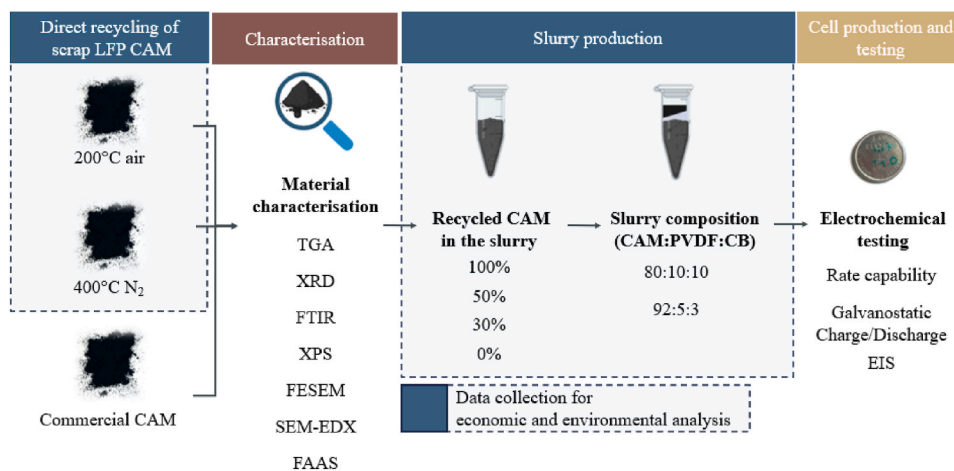 Direct recycling of
scrap LFP CAM
Characterisation
Slurry production
Cell production and
testing
200°C air
400°C N₂
Commercial CAM
Material
characterisation
TGA
XRD
FTIR
XPS
FESEM
SEM-EDX
FAAS
Recycled CAM
in the slurry
100%
50%
30%
0%
Slurry composition
(CAM:PVDF:CB)
80:10:10
92:5:3
Electrochemical
testing
Rate capability
Galvanostatic
Charge/Discharge
EIS
Data collection for
economic and environmental analysis